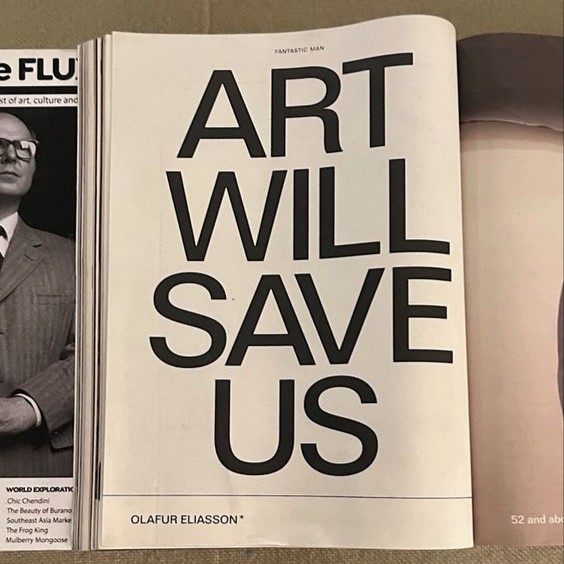 e FLU
st of art, culture and
WORLD EXPLORATIO
Chic Chendini
The Beauty of Burano
Southeast Asia Marke
The Frog King
Mulberry Mongoose
FANTASTIC MAN
ART
WILL
SAVE
US
OLAFUR ELIASSON*
52 and abo